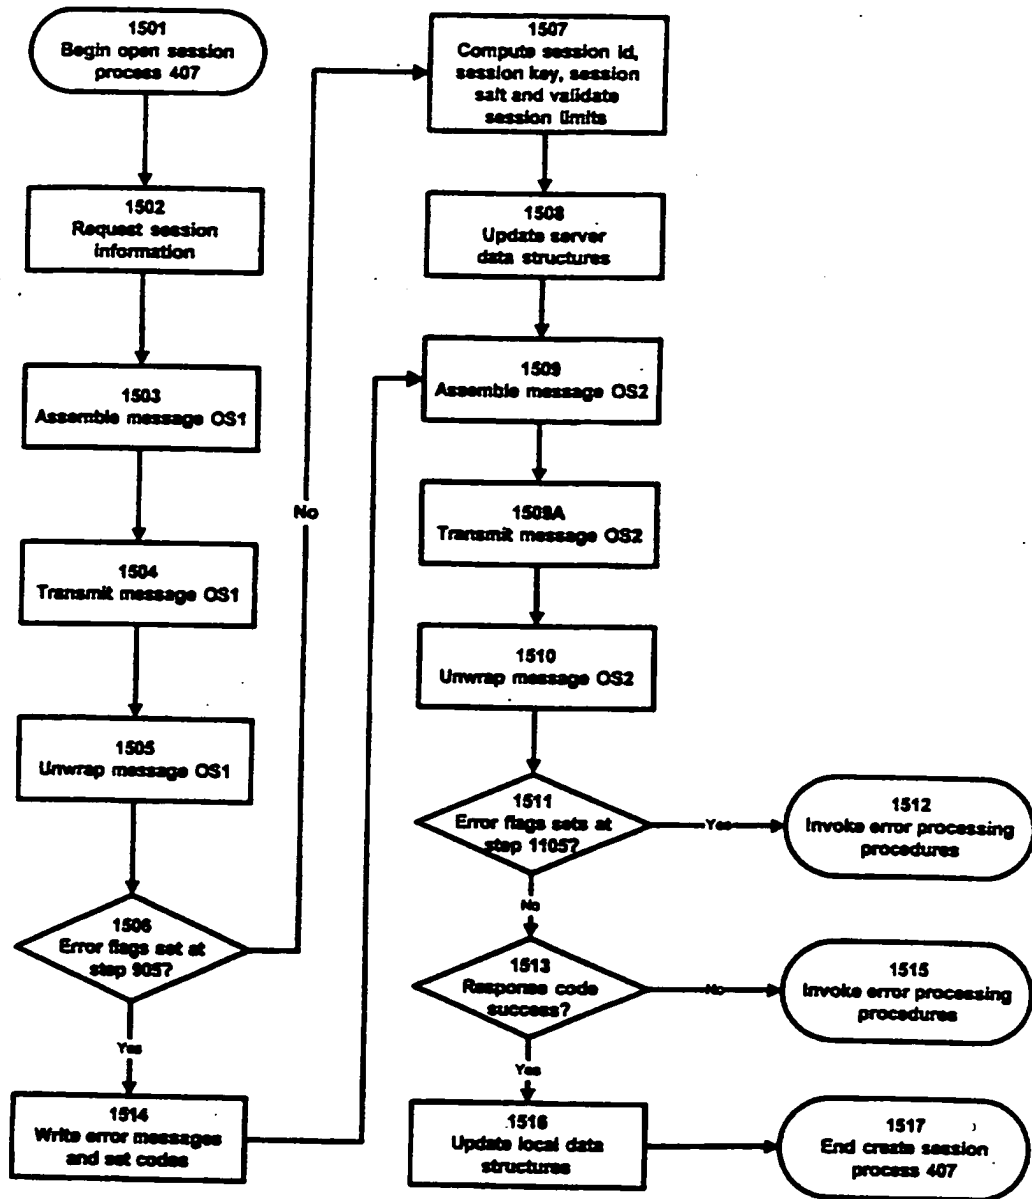 1501
Begin open session
process 407
1502
Request session
information
1503
Assemble message OS1
1504
Transmit message OS1
1505
Unwrap message OS1
1506
Error flags set at
step 905?
Yes
1514
Write error messages
and set codes
No
1507
Compute session id,
session key, session
salt and validate
session limits
1508
Update server
data structures
1509
Assemble message OS2
1509A
Transmit message OS2
1510
Unwrap message OS2
1511
Error flags sets at
step 1105?
Yes
1512
Invoke error processing
procedures
No
1513
Response code
success?
No
1515
Invoke error processing
procedures
Yes
1516
Update local data
structures
1517
End create session
process 407